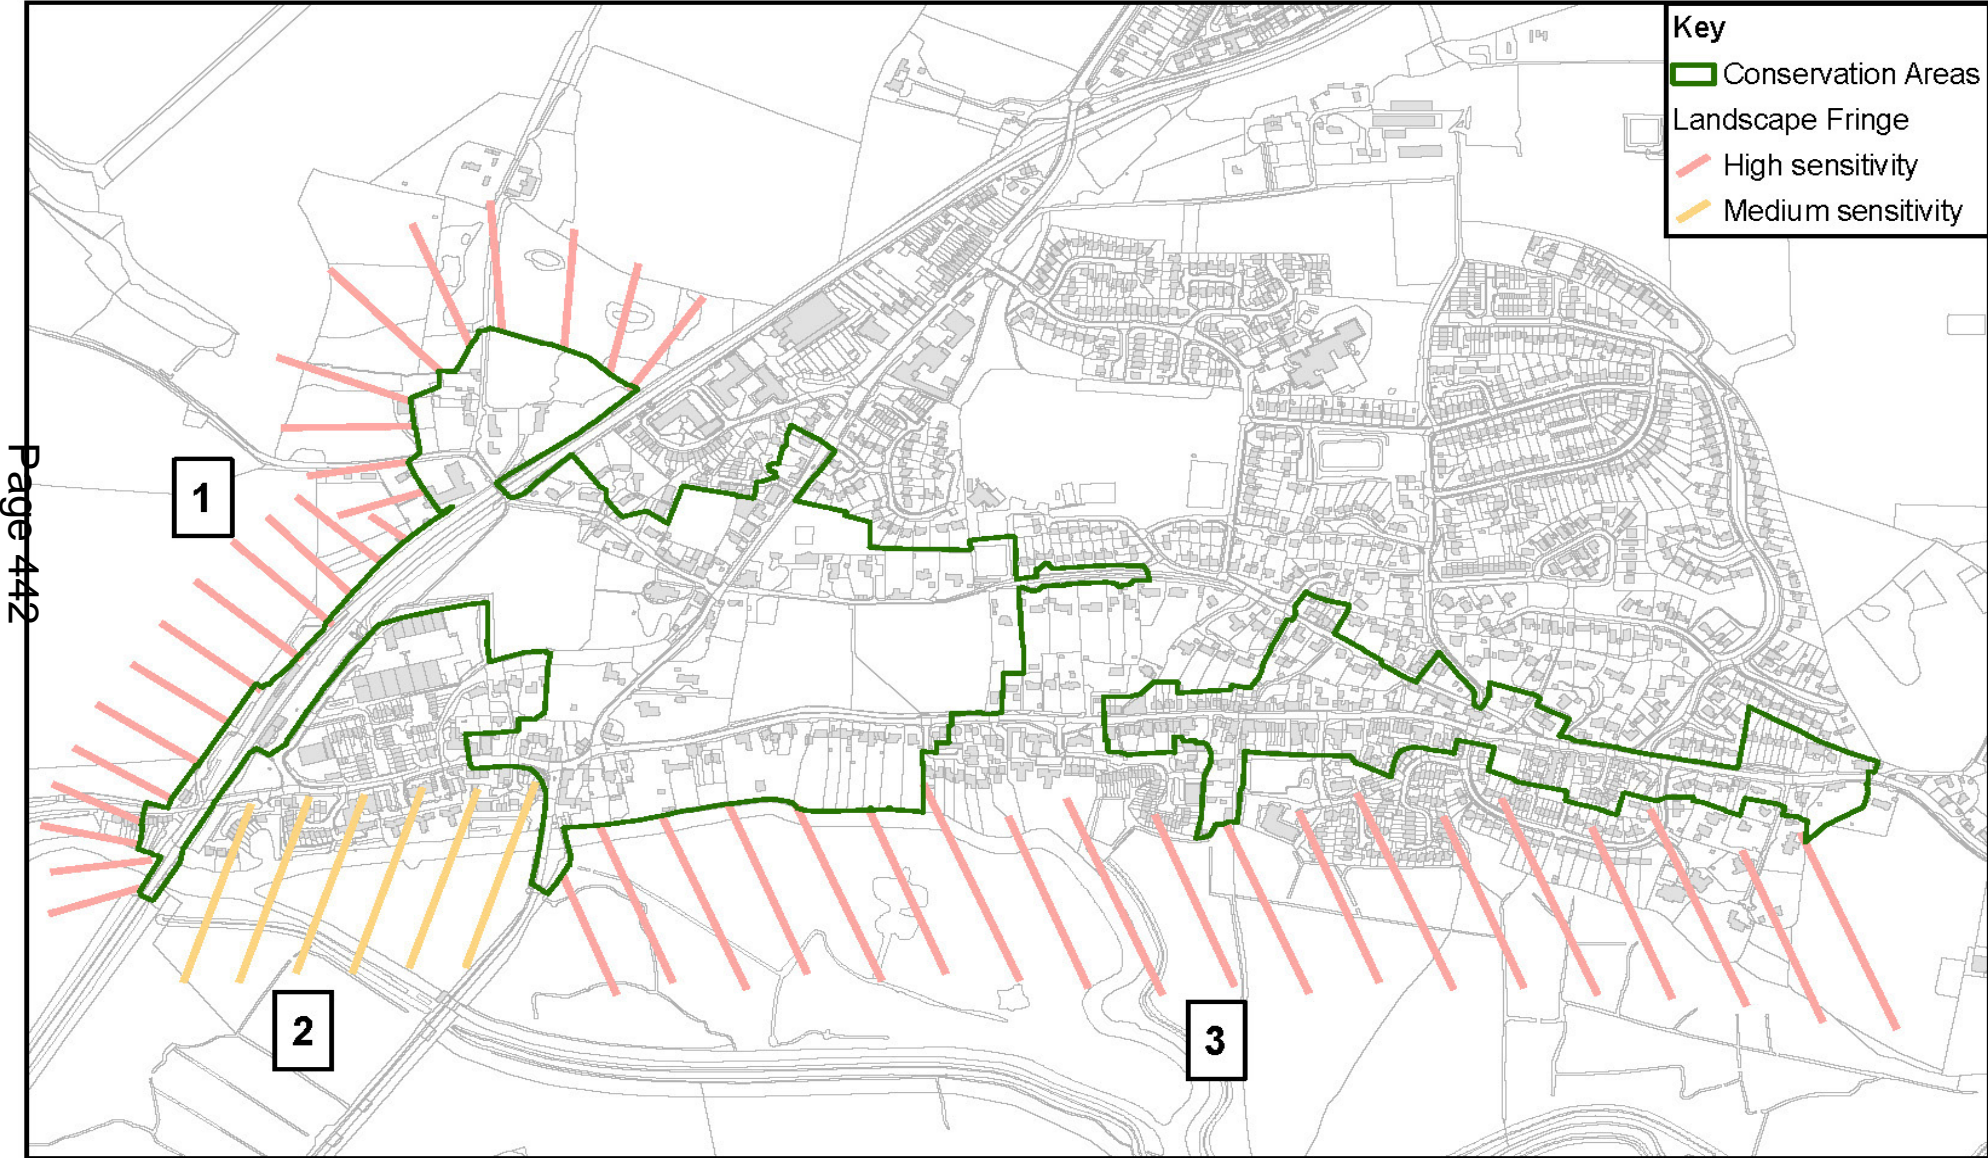 Key
Conservation Areas
Landscape Fringe
High sensitivity
Medium sensitivity
1
Page 442
2
3